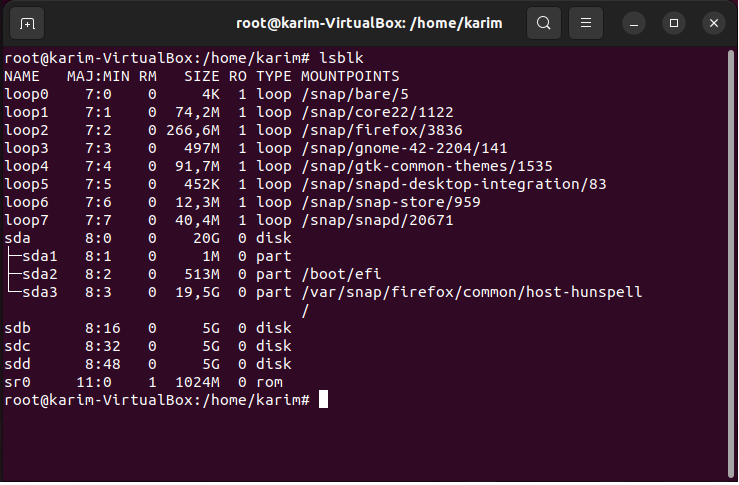 root@karim-VirtualBox: /home/karim
root@karim-VirtualBox:/home/karim# lsblk
NAME   MAJ:MIN RM   SIZE RO TYPE MOUNTPOINTS
loop0    7:0    0     4K  1 loop /snap/bare/5
loop1    7:1    0  74,2M  1 loop /snap/core22/1122
loop2    7:2    0 266,6M  1 loop /snap/firefox/3836
loop3    7:3    0   497M  1 loop /snap/gnome-42-2204/141
loop4    7:4    0  91,7M  1 loop /snap/gtk-common-themes/1535
loop5    7:5    0   452K  1 loop /snap/snapd-desktop-integration/83
loop6    7:6    0  12,3M  1 loop /snap/snap-store/959
loop7    7:7    0  40,4M  1 loop /snap/snapd/20671
sda      8:0    0    20G  0 disk
├─sda1   8:1    0     1M  0 part
├─sda2   8:2    0   513M  0 part /boot/efi
└─sda3   8:3    0  19,5G  0 part /var/snap/firefox/common/host-hunspell
                                 /
sdb      8:16   0     5G  0 disk
sdc      8:32   0     5G  0 disk
sdd      8:48   0     5G  0 disk
sr0     11:0    1  1024M  0 rom
root@karim-VirtualBox:/home/karim#